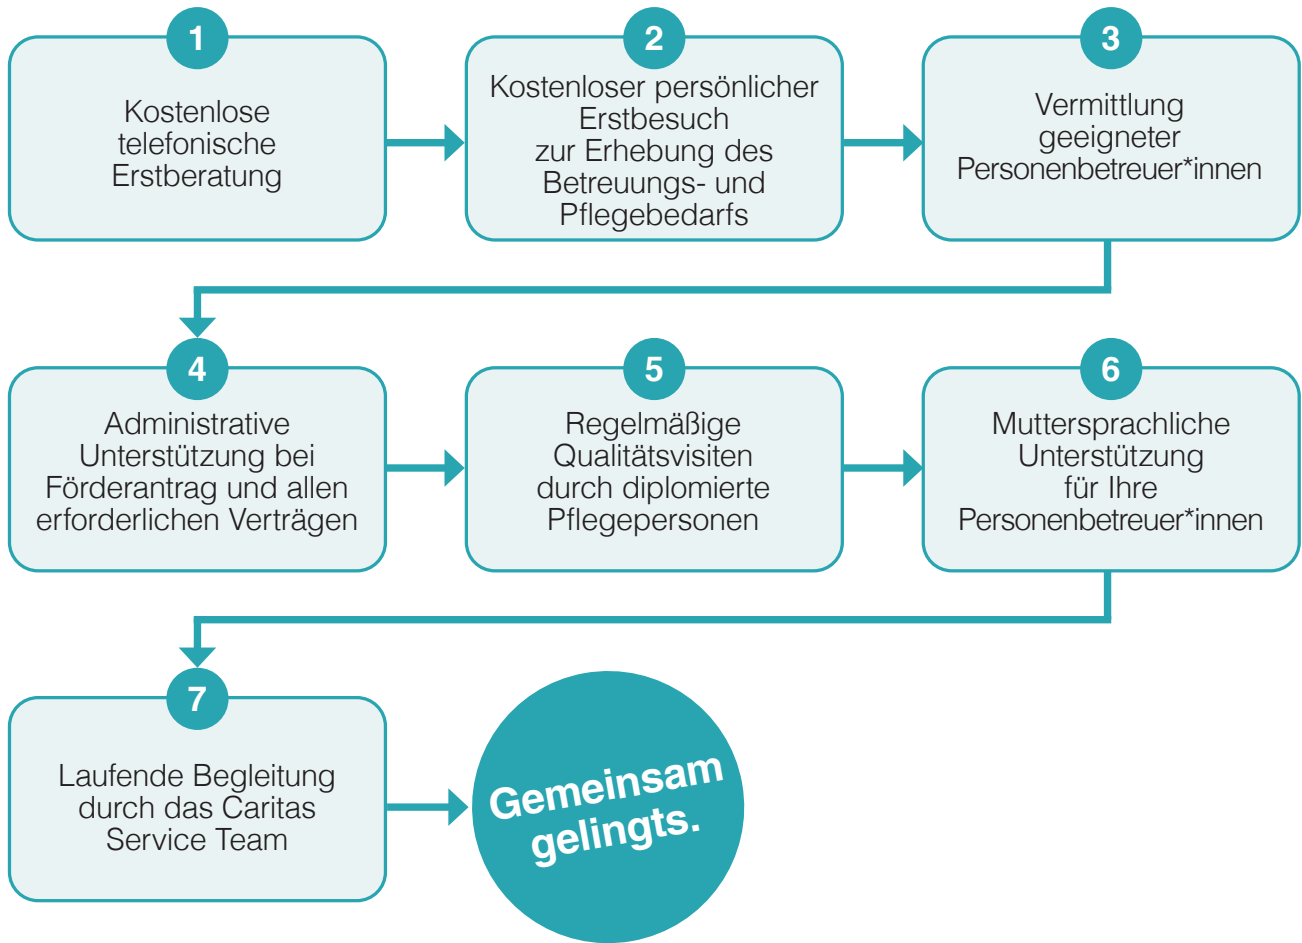 1
Kostenlose
telefonische
Erstberatung
2
Kostenloser persönlicher
Erstbesuch
zur Erhebung des
Betreuungs- und
Pflegebedarfs
3
Vermittlung
geeigneter
Personenbetreuer*innen
4
Administrative
Unterstützung bei
Förderantrag und allen
erforderlichen Verträgen
5
Regelmäßige
Qualitätsvisiten
durch diplomierte
Pflegepersonen
6
Muttersprachliche
Unterstützung
für Ihre
Personenbetreuer*innen
7
Laufende Begleitung
durch das Caritas
Service Team
Gemeinsam
gelingts.